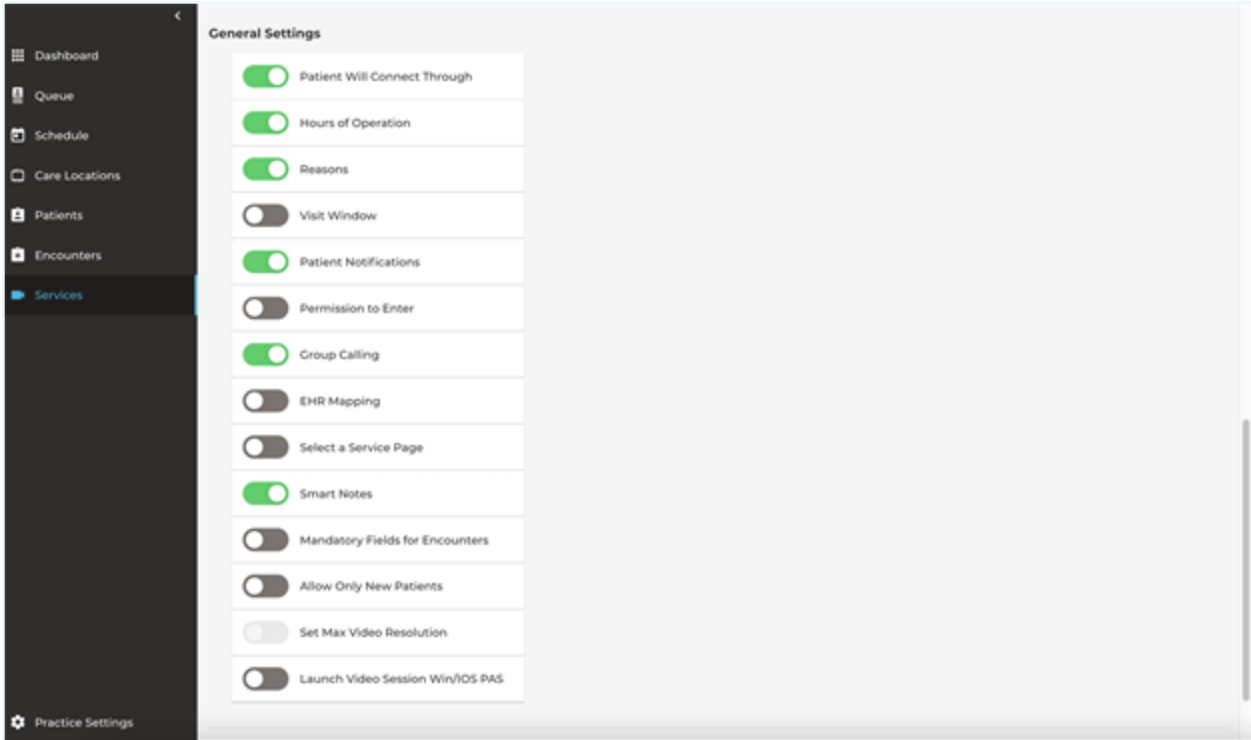 Dashboard
Queue
Schedule
Care Locations
Patients
Encounters
Services
Practice Settings
General Settings
Patient Will Connect Through
Hours of Operation
Reasons
Visit Window
Patient Notifications
Permission to Enter
Group Calling
EHR Mapping
Select a Service Page
Smart Notes
Mandatory Fields for Encounters
Allow Only New Patients
Set Max Video Resolution
Launch Video Session Win/IOS PAS